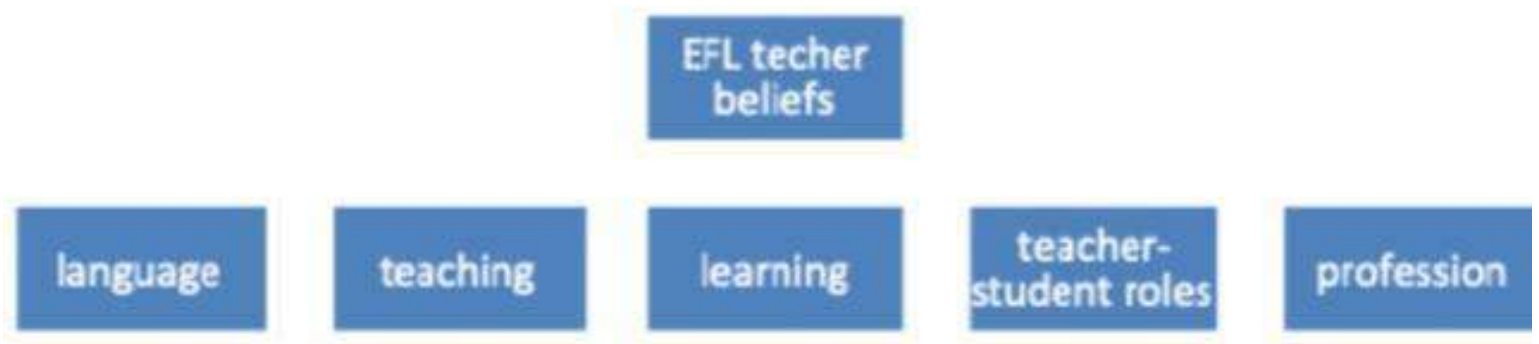 EFL techer
beliefs
language
teaching
learning
teacher-
student roles
profession